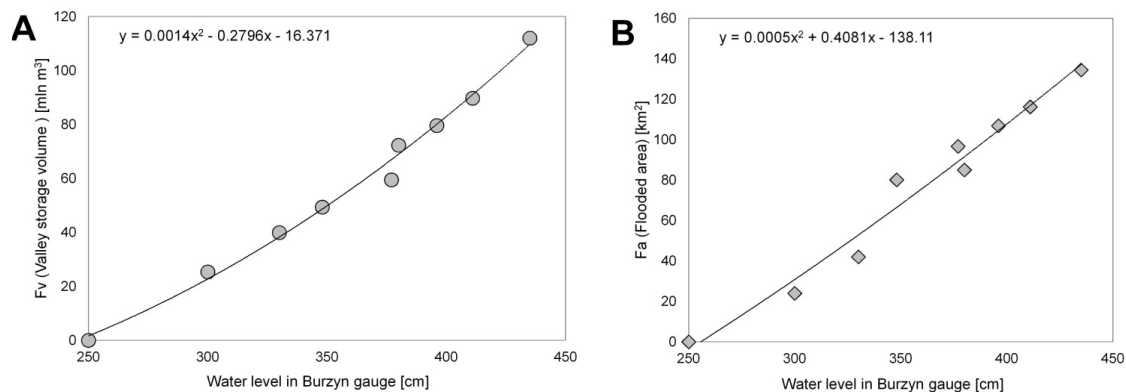 A
y = 0.0014x² - 0.2796x - 16.371
Fv (Valley storage volume ) [mln m³]
120
100
80
60
40
20
0
250 300 350 400 450
Water level in Burzyn gauge [cm]
B
y = 0.0005x² + 0.4081x - 138.11
Fa (Flooded area) [km²]
160
140
120
100
80
60
40
20
0
250 300 350 400 450
Water level in Burzyn gauge [cm]